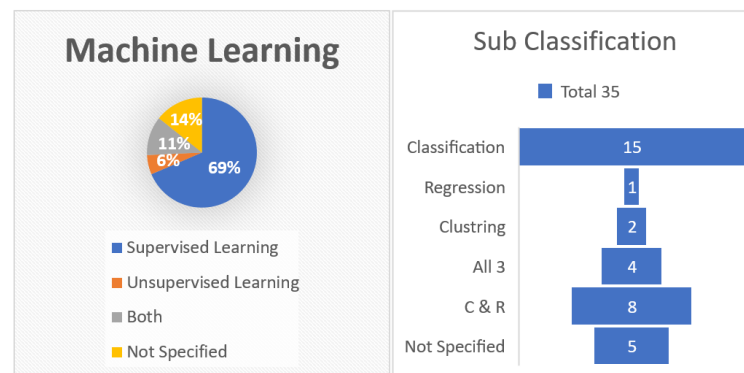 Machine Learning
14%
11%
6%
69%
Supervised Learning
Unsupervised Learning
Both
Not Specified
Sub Classification
Total 35
Classification 15
Regression 1
Clustring 2
All 3 4
C & R 8
Not Specified 5